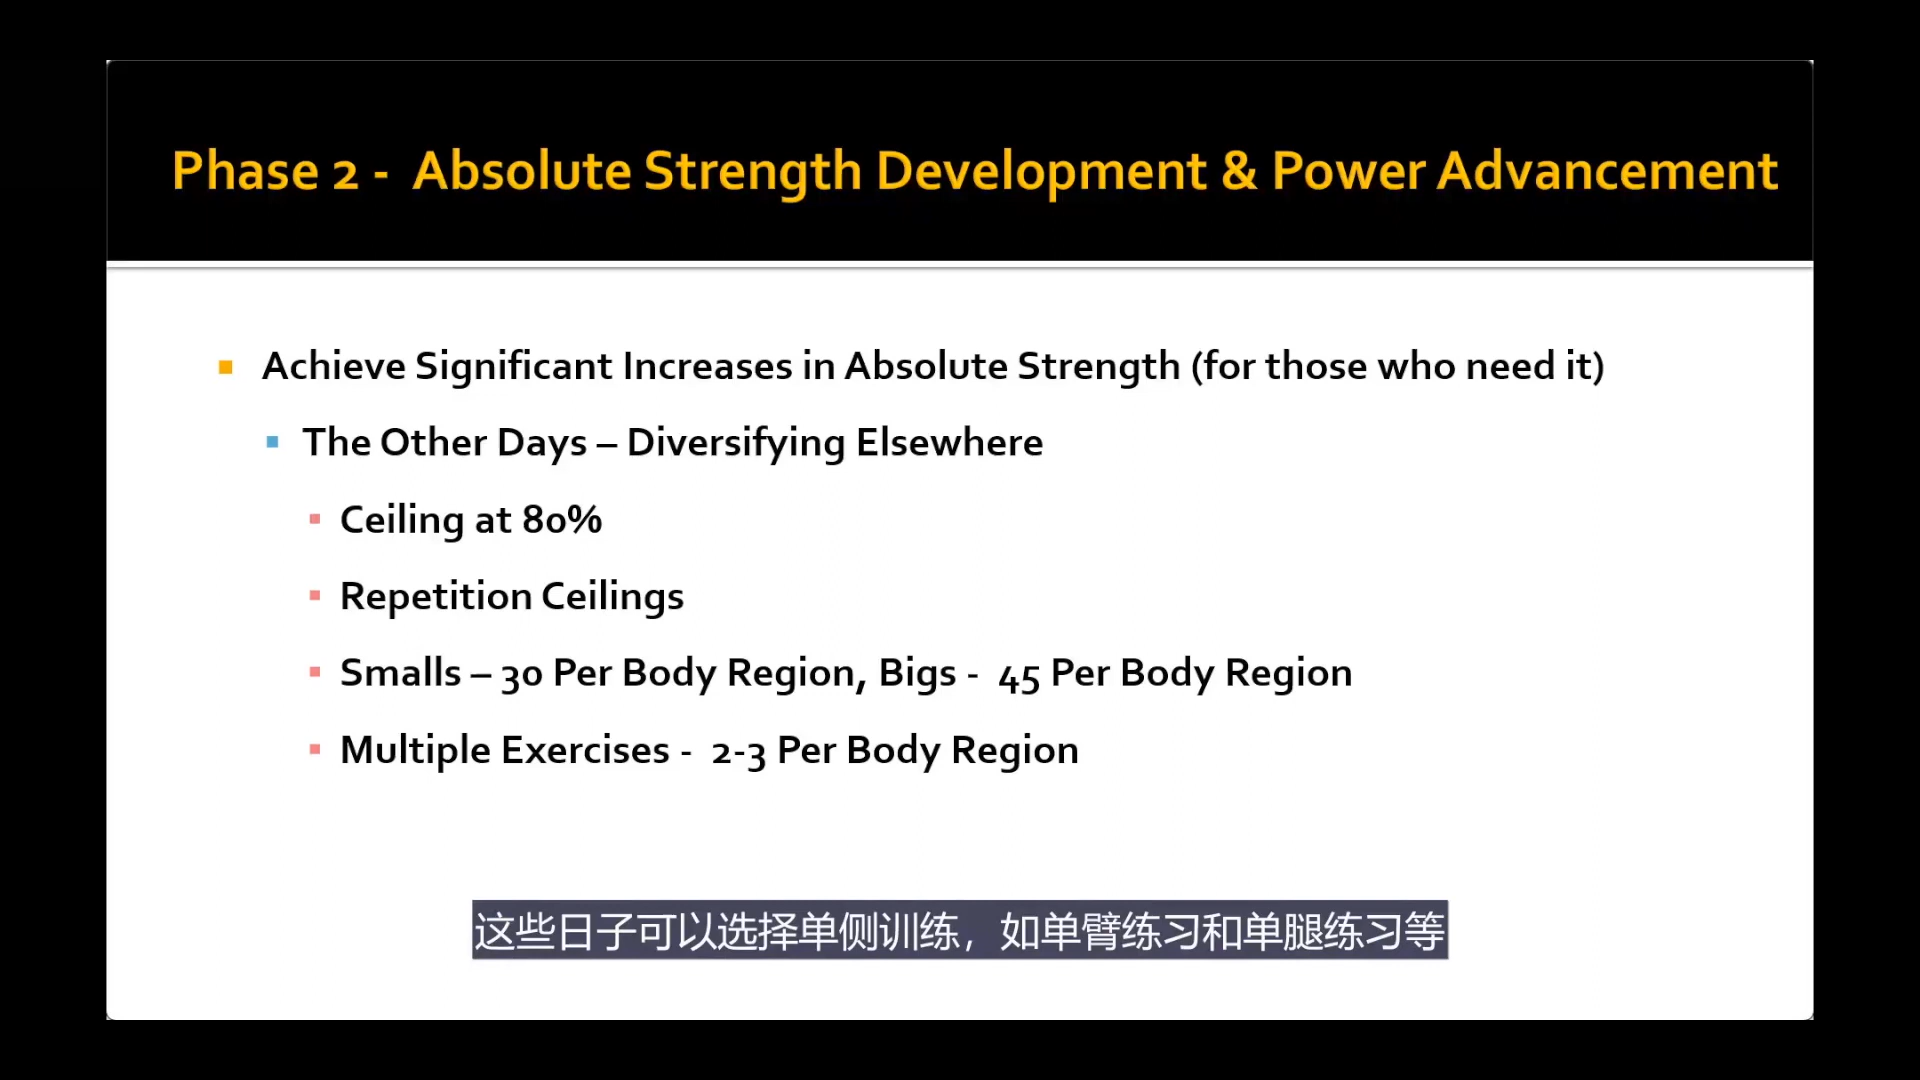 Phase 2 - Absolute Strength Development & Power Advancement
Achieve Significant Increases in Absolute Strength (for those who need it)
The Other Days – Diversifying Elsewhere
Ceiling at 80%
Repetition Ceilings
Smalls – 30 Per Body Region, Bigs - 45 Per Body Region
Multiple Exercises - 2-3 Per Body Region
这些日子可以选择单侧训练，如单臂练习和单腿练习等